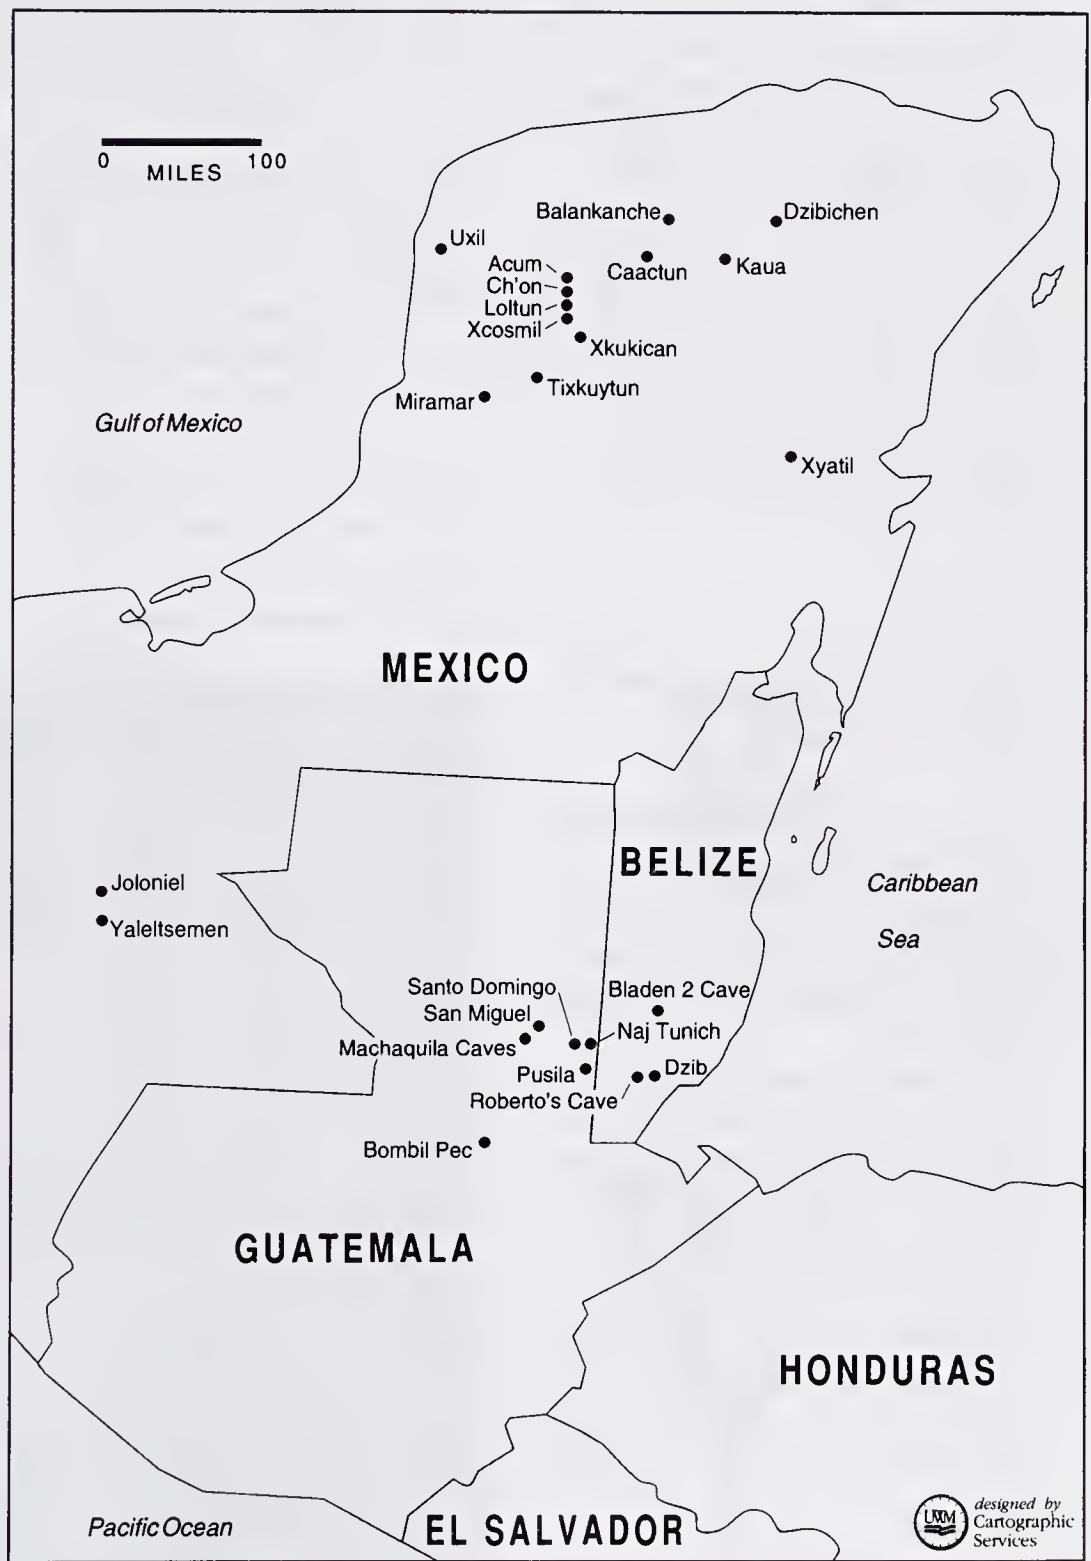 0 100
MILES
Balankanche
Dzibichen
Uxil
Acum
Caactun
Kaua
Ch'on
Loltun
Xcosmil
Xkukican
Tixkuytun
Miramar
Gulf of Mexico
Xyatil
MEXICO
BELIZE
Joloniel
Caribbean
Sea
Yaleltsemen
Santo Domingo
Bladen 2 Cave
San Miguel
Naj Tunich
Machaquila Caves
Pusila
Dzib
Roberto's Cave
Bombil Pec
GUATEMALA
HONDURAS
Pacific Ocean
EL SALVADOR
UWM
designed by
Cartographic
Services